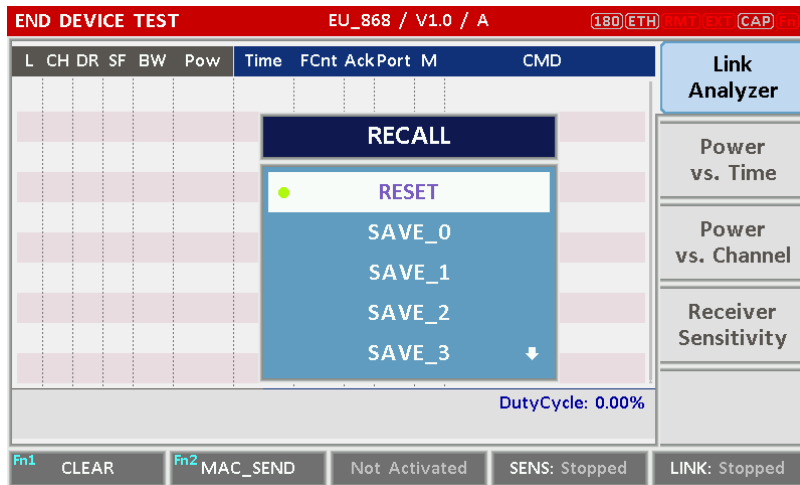 END DEVICE TEST EU_868 / V1.0 / A 180 ETH RMT EXT CAP Fn
L CH DR SF BW Pow Time FCnt Ack Port M CMD
Link
Analyzer
RECALL
Power
vs. Time
RESET
SAVE_0
Power
vs. Channel
SAVE_1
SAVE_2
Receiver
Sensitivity
SAVE_3
DutyCycle: 0.00%
Fn1 CLEAR Fn2 MAC_SEND Not Activated SENS: Stopped LINK: Stopped